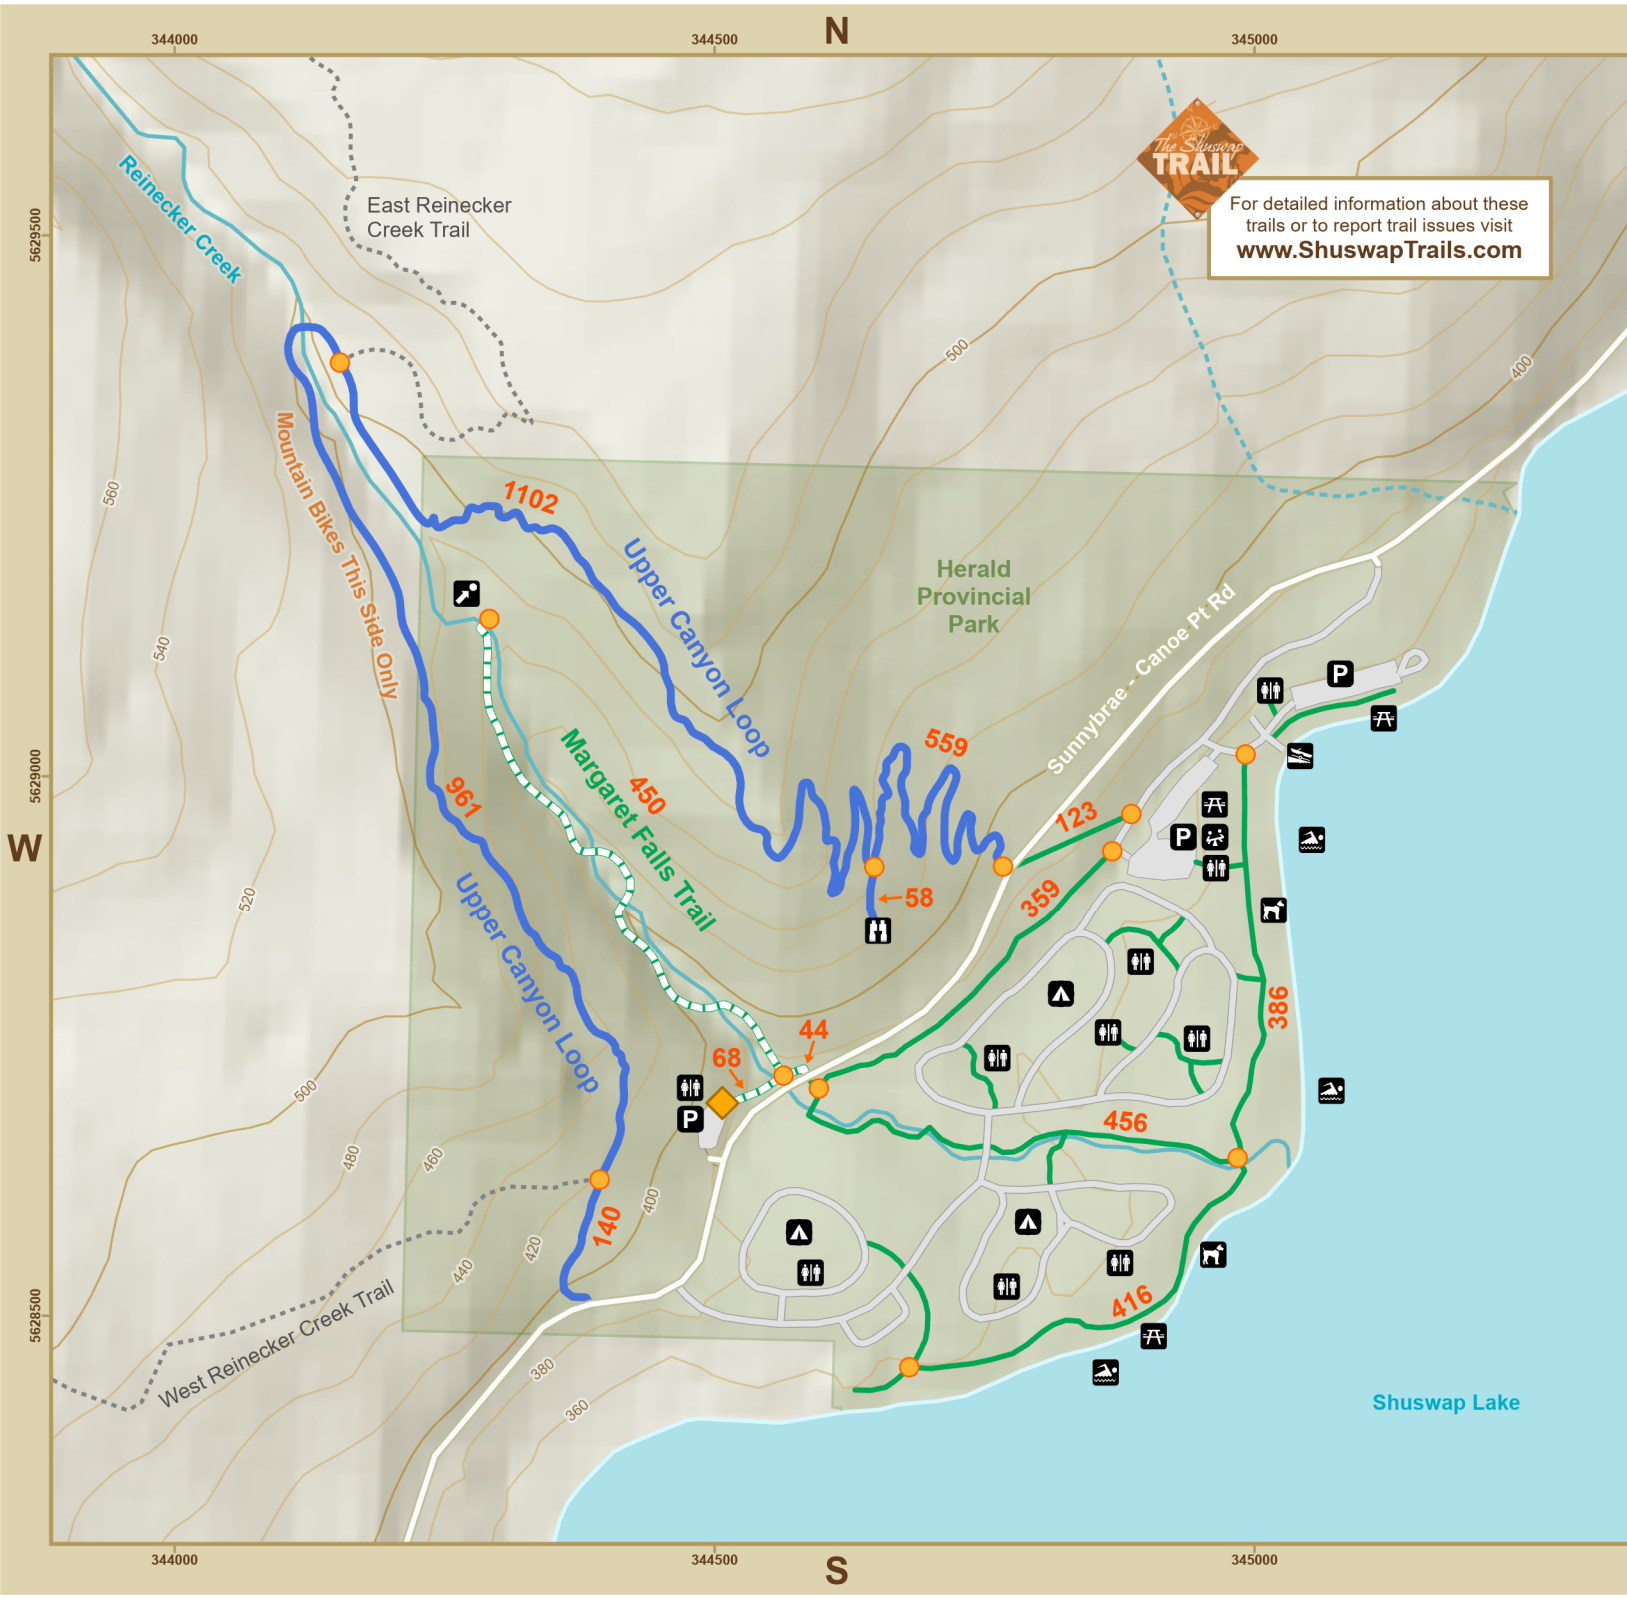 N
344000
344500
345000
5629500
5629000
5628500
W
Reinecker Creek
East Reinecker
Creek Trail
The Shuswap
TRAIL
For detailed information about these
trails or to report trail issues visit
www.ShuswapTrails.com
500
400
560
Mountain Bikes This Side Only
1102
Upper Canyon Loop
Herald
Provincial
Park
Sunnybrae - Canoe Pt Rd
540
P
559
961
450
Margaret Falls Trail
123
P
520
Upper Canyon Loop
58
359
386
500
44
68
P
456
480
460
400
140
420
440
416
West Reinecker Creek Trail
380
360
Shuswap Lake
344000
344500
345000
S